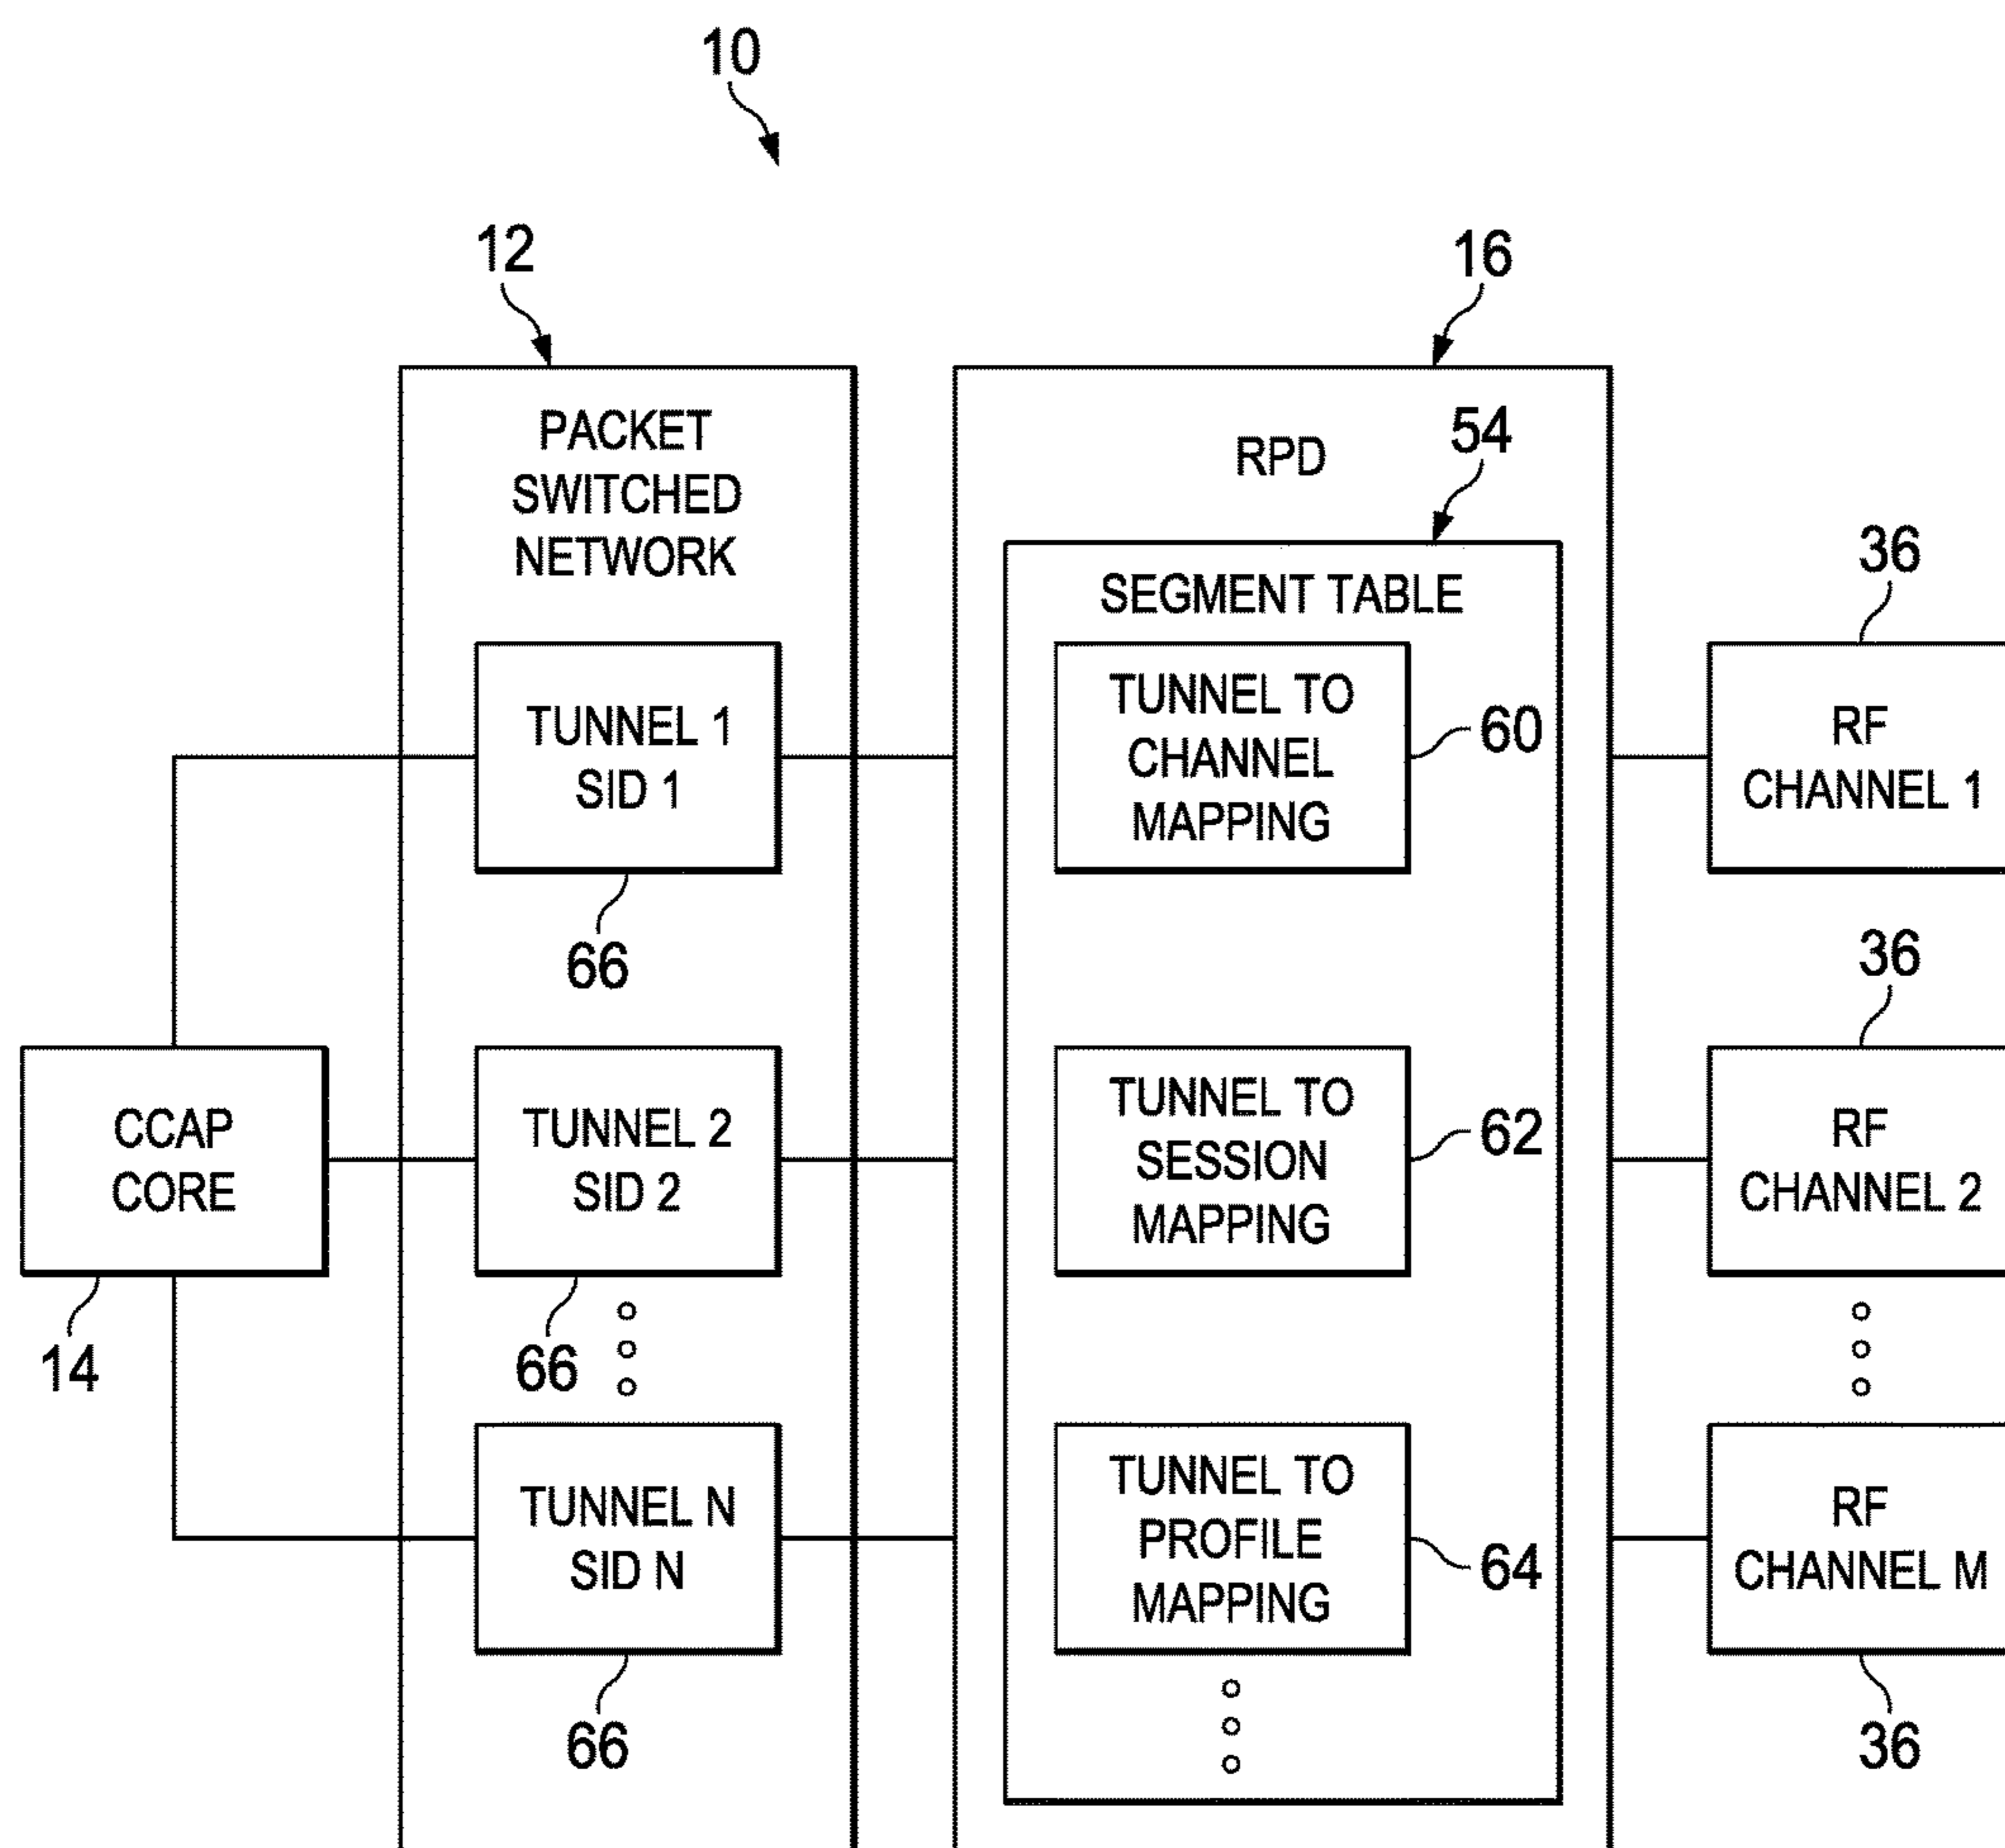 10
12
16
PACKET
SWITCHED
NETWORK
RPD
54
SEGMENT TABLE
36
TUNNEL 1
SID 1
66
TUNNEL TO
CHANNEL
MAPPING
60
RF
CHANNEL 1
36
CCAP
CORE
14
TUNNEL 2
SID 2
66
TUNNEL TO
SESSION
MAPPING
62
RF
CHANNEL 2
TUNNEL N
SID N
66
TUNNEL TO
PROFILE
MAPPING
64
RF
CHANNEL M
36